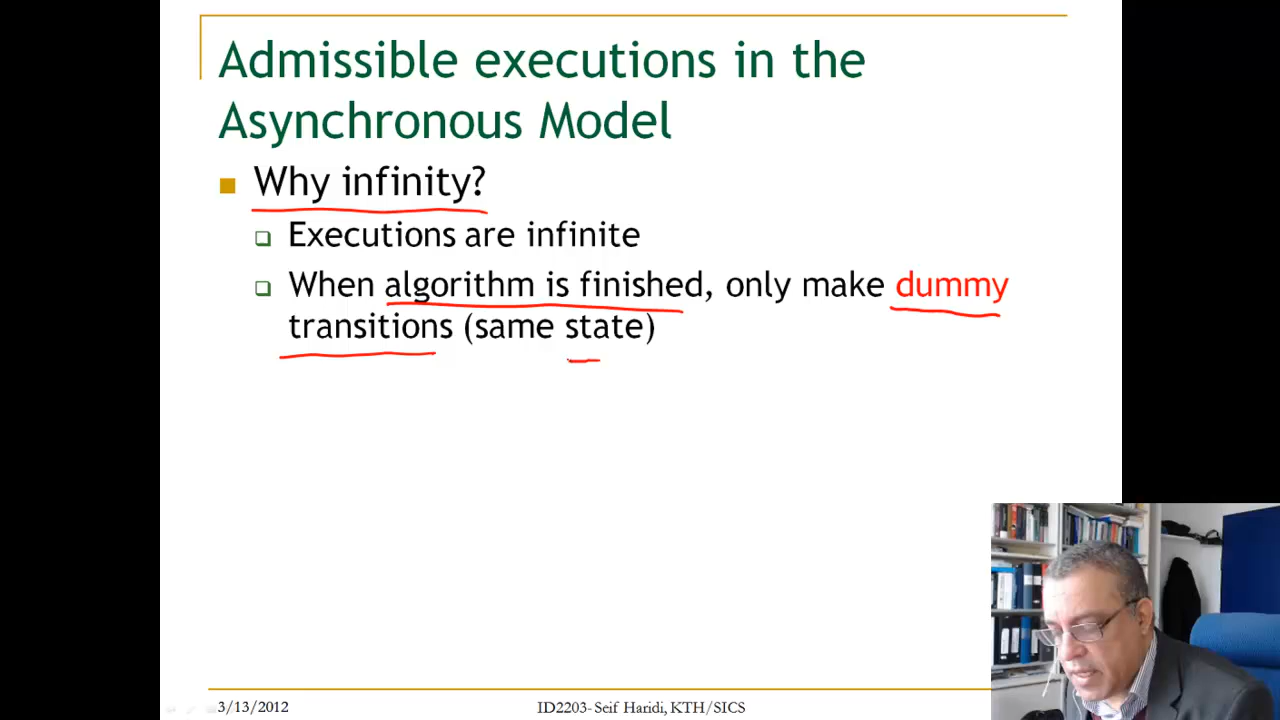 Admissible executions in the
Asynchronous Model
Why infinity?
Executions are infinite
When algorithm is finished, only make dummy
transitions (same state)
3/13/2012
ID2203- Seif Haridi, KTH/SICS